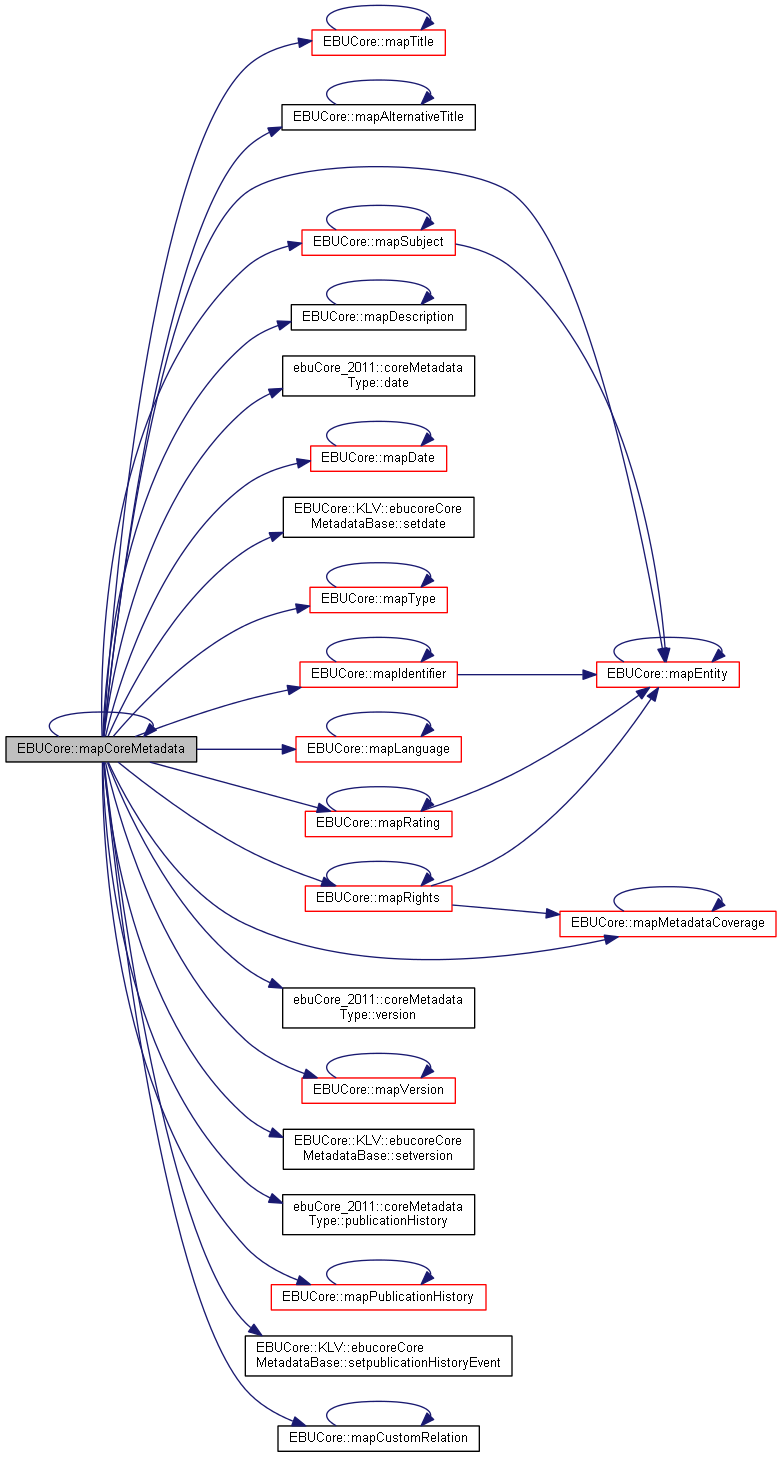 EBUCore::mapTitle
EBUCore::mapAlternativeTitle
EBUCore::mapSubject
EBUCore::mapDescription
ebuCore_2011::coreMetadata
Type::date
EBUCore::mapDate
EBUCore::KLV::ebucoreCore
MetadataBase::setdate
EBUCore::mapType
EBUCore::mapIdentifier
EBUCore::mapEntity
EBUCore::mapCoreMetadata
EBUCore::mapLanguage
EBUCore::mapRating
EBUCore::mapRights
EBUCore::mapMetadataCoverage
ebuCore_2011::coreMetadata
Type::version
EBUCore::mapVersion
EBUCore::KLV::ebucoreCore
MetadataBase::setversion
ebuCore_2011::coreMetadata
Type::publicationHistory
EBUCore::mapPublicationHistory
EBUCore::KLV::ebucoreCore
MetadataBase::setpublicationHistoryEvent
EBUCore::mapCustomRelation